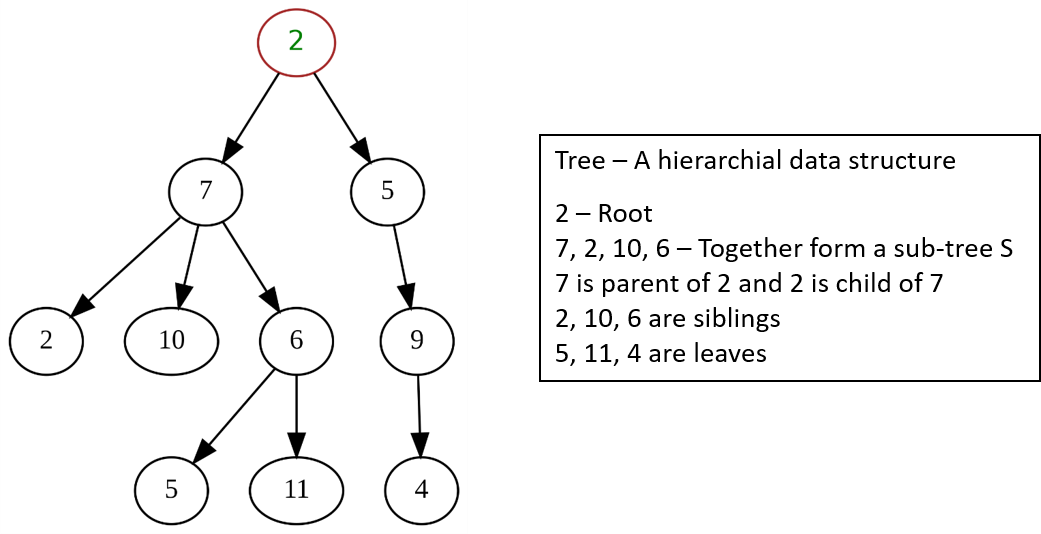 2
7
5
2
10
6
9
5
11
4
Tree – A hierarchial data structure
2 – Root
7, 2, 10, 6 – Together form a sub-tree S
7 is parent of 2 and 2 is child of 7
2, 10, 6 are siblings
5, 11, 4 are leaves